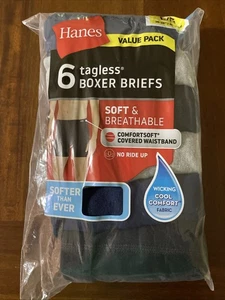 Hanes
VALUE PACK
6 tagless®
BOXER BRIEFS
SOFT &
BREATHABLE
COMFORTSOFT®
COVERED WAISTBAND
NO RIDE UP
SOFTER
THAN
EVER
WICKING
COOL
COMFORT
FABRIC